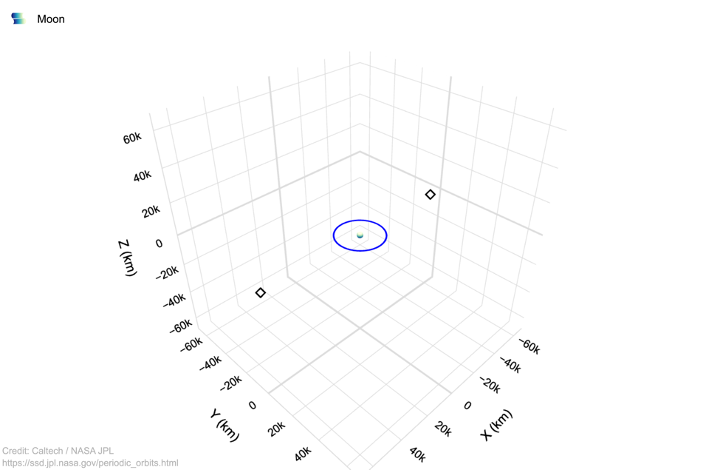 Moon
60k
40k
20k
0
−20k
−40k
−60k
Z (km)
−60k
−40k
−20k
0
20k
40k
Y (km)
−60k
−40k
−20k
0
20k
40k
X (km)
Credit: Caltech / NASA JPL
https://ssd.jpl.nasa.gov/periodic_orbits.html